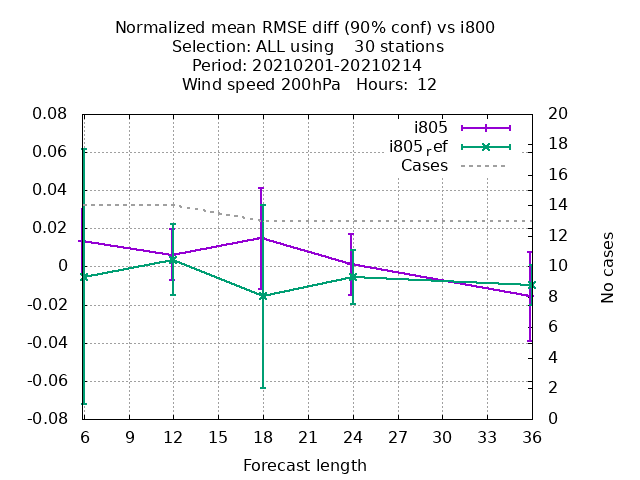 Normalized mean RMSE diff (90% conf) vs i800
Selection: ALL using    30 stations
Period: 20210201-20210214
Wind speed 200hPa   Hours:  12
i805
i805ref
Cases
0.08
0.06
0.04
0.02
0
-0.02
-0.04
-0.06
-0.08
20
18
16
14
12
10
8
6
4
2
0
No cases
6 9 12 15 18 21 24 27 30 33 36
Forecast length